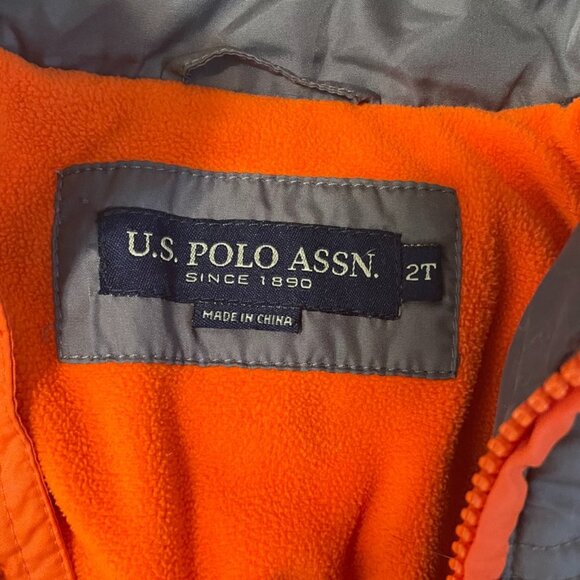 U.S. POLO ASSN.
SINCE 1890
2T
MADE IN CHINA